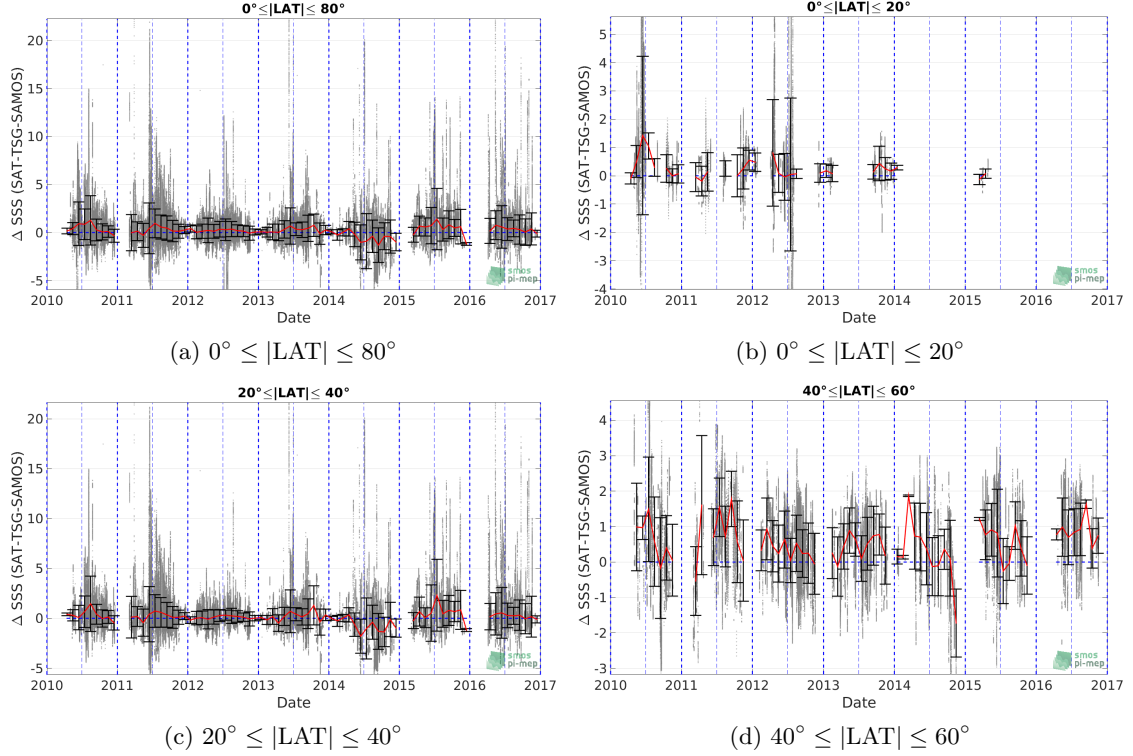 0°≤|LAT|≤ 80°
Δ SSS (SAT-TSG-SAMOS)
20
15
10
5
0
-5
2010 2011 2012 2013 2014 2015 2016 2017
Date
smos
pi-mep
(a) 0° ≤ |LAT| ≤ 80°
0°≤|LAT|≤ 20°
Δ SSS (SAT-TSG-SAMOS)
5
4
3
2
1
0
-1
-2
-3
-4
2010 2011 2012 2013 2014 2015 2016 2017
Date
smos
pi-mep
(b) 0° ≤ |LAT| ≤ 20°
20°≤|LAT|≤ 40°
Δ SSS (SAT-TSG-SAMOS)
20
15
10
5
0
-5
2010 2011 2012 2013 2014 2015 2016 2017
Date
smos
pi-mep
(c) 20° ≤ |LAT| ≤ 40°
40°≤|LAT|≤ 60°
Δ SSS (SAT-TSG-SAMOS)
4
3
2
1
0
-1
-2
-3
2010 2011 2012 2013 2014 2015 2016 2017
Date
smos
pi-mep
(d) 40° ≤ |LAT| ≤ 60°